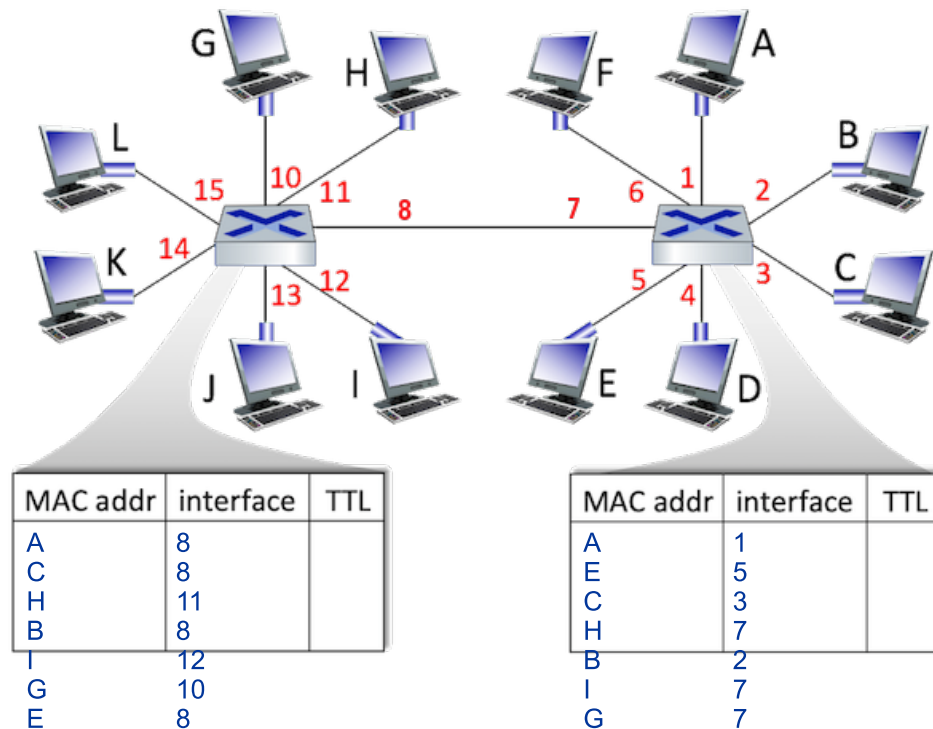 G
H
F
A
L
B
15
10
11
6
1
2
8
7
14
K
C
13
12
5
4
3
J
I
E
D
MAC addr interface TTL
A 8
C 8
H 11
B 8
I 12
G 10
E 8
MAC addr interface TTL
A 1
E 5
C 3
H 7
B 2
I 7
G 7